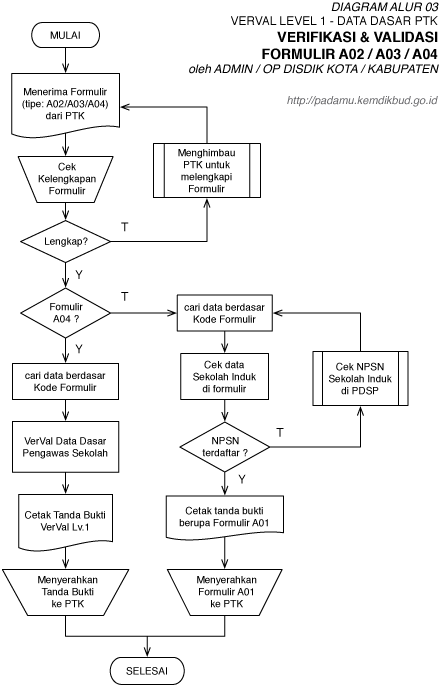 DIAGRAM ALUR 03
VERVAL LEVEL 1 - DATA DASAR PTK
VERIFIKASI & VALIDASI
FORMULIR A02 / A03 / A04
oleh ADMIN / OP DISDIK KOTA / KABUPATEN
http://padamu.kemdikbud.go.id
MULAI
Menerima Formulir
(tipe: A02/A03/A04)
dari PTK
Cek
Kelengkapan
Formulir
Menghimbau
PTK untuk
melengkapi
Formulir
Lengkap?
T
Y
Fomulir
A04 ?
T
Y
cari data berdasar
Kode Formulir
cari data berdasar
Kode Formulir
Cek data
Sekolah Induk
di formulir
Cek NPSN
Sekolah Induk
di PDSP
VerVal Data Dasar
Pengawas Sekolah
NPSN
terdaftar ?
T
Y
Cetak Tanda Bukti
VerVal Lv.1
Cetak tanda bukti
berupa Formulir A01
Menyerahkan
Tanda Bukti
ke PTK
Menyerahkan
Formulir A01
ke PTK
SELESAI